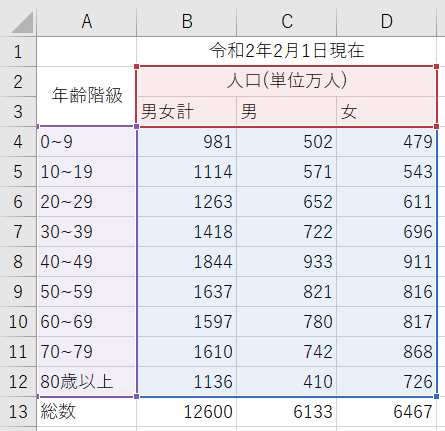 A B C D
1 令和2年2月1日現在
2 年齢階級 人口(単位万人)
3 男女計 男 女
4 0~9 981 502 479
5 10~19 1114 571 543
6 20~29 1263 652 611
7 30~39 1418 722 696
8 40~49 1844 933 911
9 50~59 1637 821 816
10 60~69 1597 780 817
11 70~79 1610 742 868
12 80歳以上 1136 410 726
13 総数 12600 6133 6467